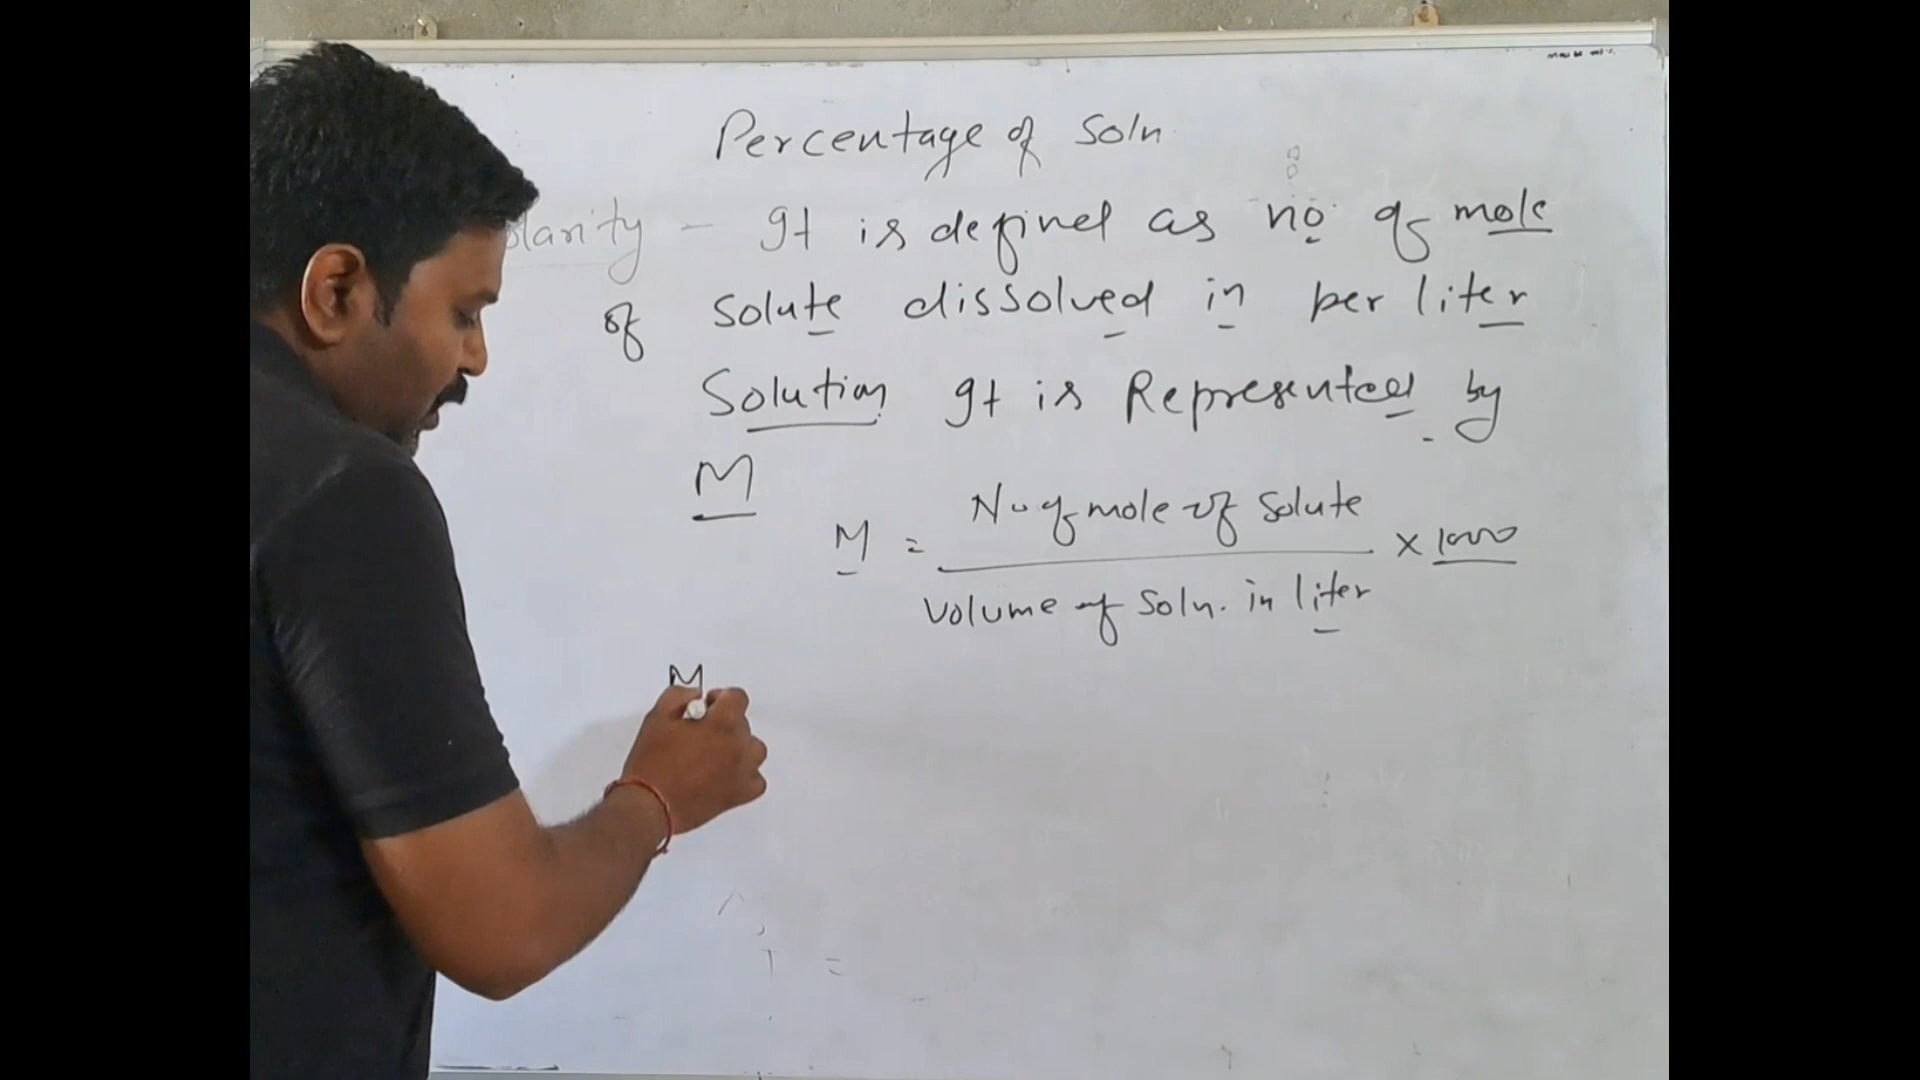 Percentage of Soln
olarity - It is defined as no. of mole
of solute dissolved in per liter
Solution It is Represented by
M
M = No of mole of Solute × 1000
volume of Soln. in liter
M